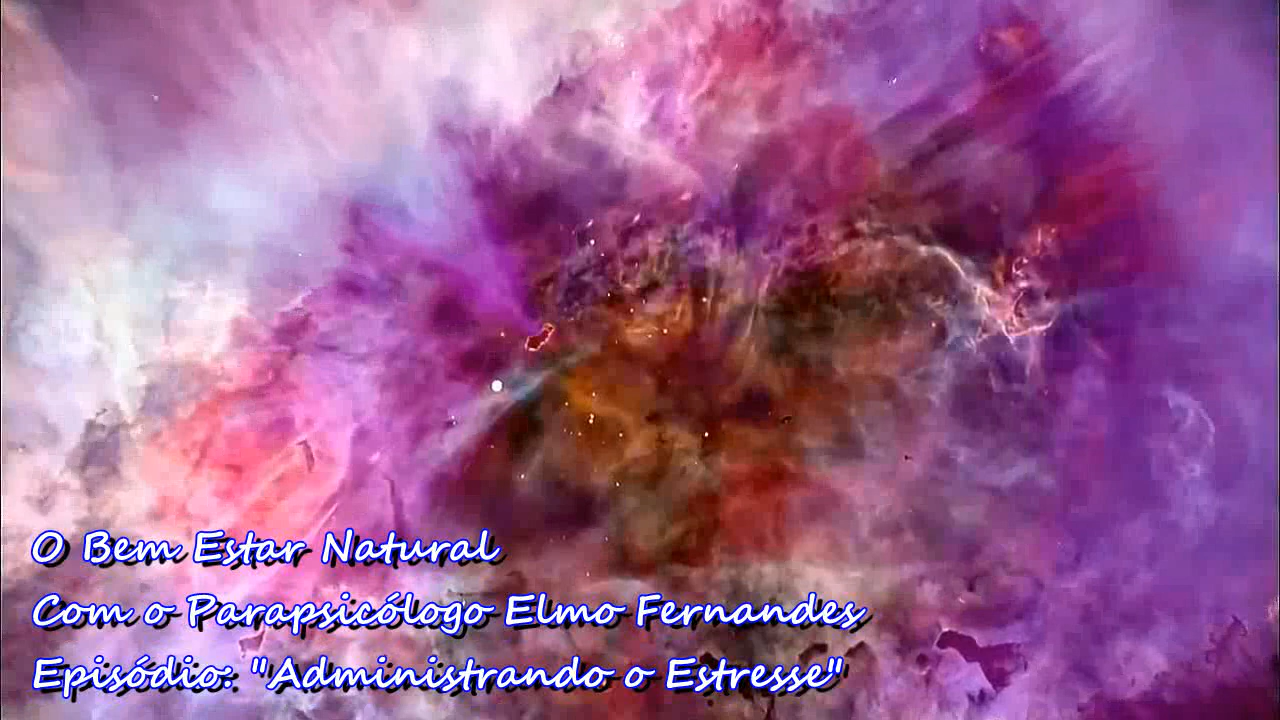 O Bem Estar Natural
Com o Parapsicólogo Elmo Fernandes
Episódio: "Administrando o Estresse"